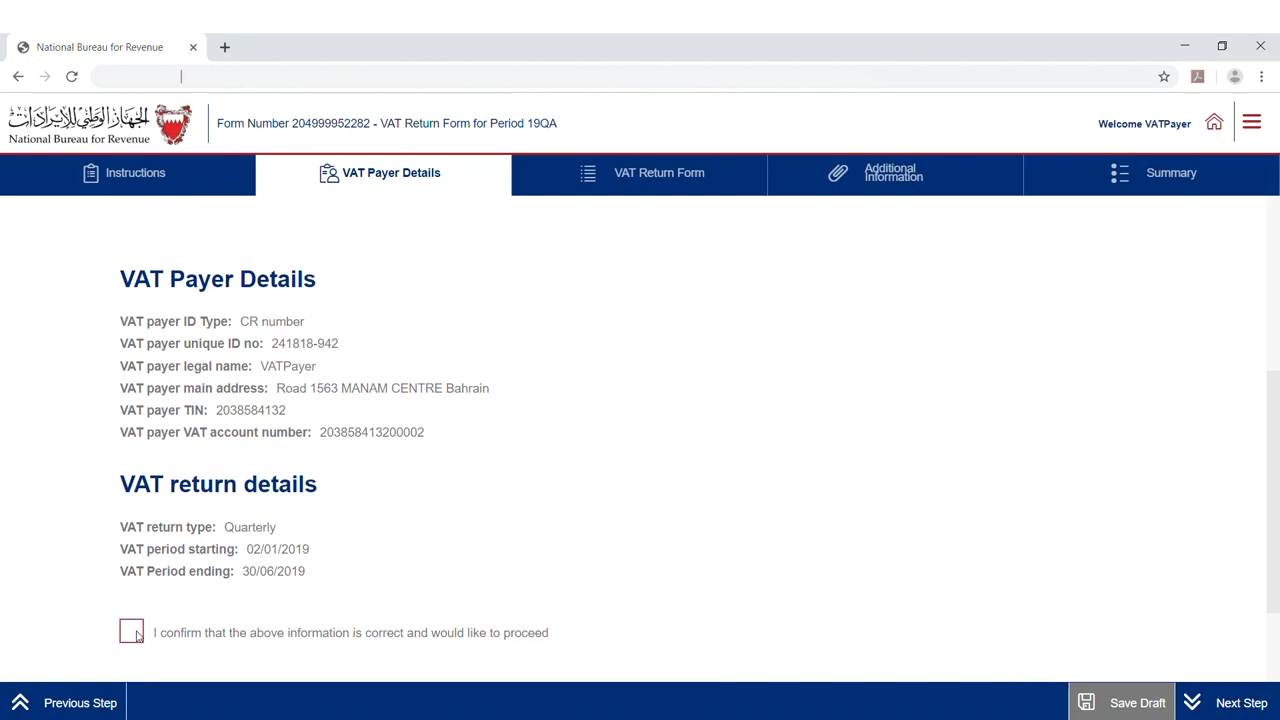 National Bureau for Revenue
الجهاز الوطني للإيرادات
National Bureau for Revenue
Form Number 204999952282 - VAT Return Form for Period 19QA
Welcome VATPayer
Instructions
VAT Payer Details
VAT Return Form
Additional
Information
Summary
VAT Payer Details
VAT payer ID Type: CR number
VAT payer unique ID no: 241818-942
VAT payer legal name: VATPayer
VAT payer main address: Road 1563 MANAM CENTRE Bahrain
VAT payer TIN: 2038584132
VAT payer VAT account number: 203858413200002
VAT return details
VAT return type: Quarterly
VAT period starting: 02/01/2019
VAT Period ending: 30/06/2019
I confirm that the above information is correct and would like to proceed
Previous Step
Save Draft
Next Step